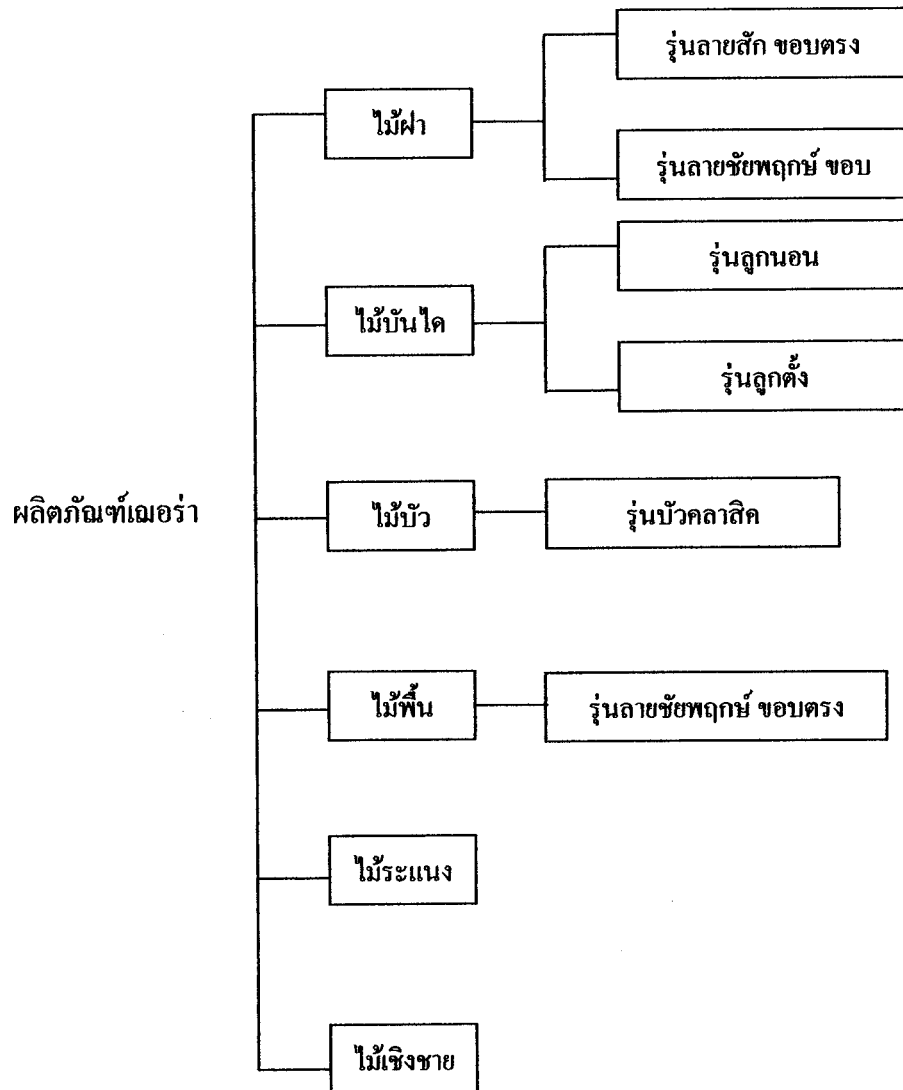 ผลิตภัณฑ์เฌอร่า
ไม้ฝา
รุ่นลายสัก ขอบตรง
รุ่นลายชัยพฤกษ์ ขอบ
ไม้บันได
รุ่นลูกนอน
รุ่นลูกตั้ง
ไม้บัว
รุ่นบัวคลาสิค
ไม้พื้น
รุ่นลายชัยพฤกษ์ ขอบตรง
ไม้ระแนง
ไม้เชิงชาย